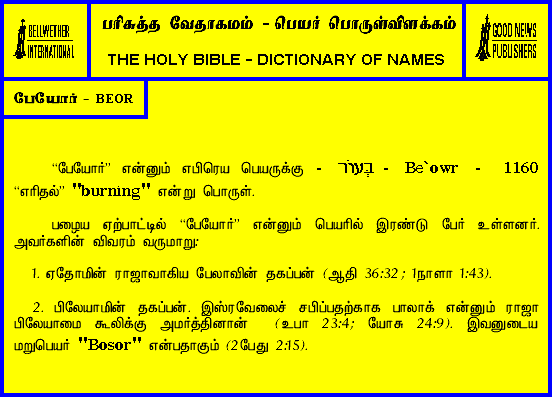 BELLWETHER
INTERNATIONAL
பரிசுத்த வேதாகமம் - பெயர் பொருள்விளக்கம்
THE HOLY BIBLE - DICTIONARY OF NAMES
GOOD NEWS
PUBLISHERS
பேயோர் - BEOR
“பேயோர்” என்னும் எபிரெய பெயருக்கு - בְּעוֹר - Be`owr - 1160
“எரிதல்” "burning" என்று பொருள்.
பழைய ஏற்பாட்டில் “பேயோர்” என்னும் பெயரில் இரண்டு பேர் உள்ளனர்.
அவர்களின் விவரம் வருமாறு:
1. ஏதோமின் ராஜாவாகிய பேலாவின் தகப்பன் (ஆதி 36:32 ; 1நாளா 1:43).
2. பிலேயாமின் தகப்பன். இஸ்ரவேலைச் சபிப்பதற்காக பாலாக் என்னும் ராஜா
பிலேயாமை கூலிக்கு அமர்த்தினான் (உபா 23:4; யோசு 24:9). இவனுடைய
மறுபெயர் "Bosor" என்பதாகும் (2பேது 2:15).